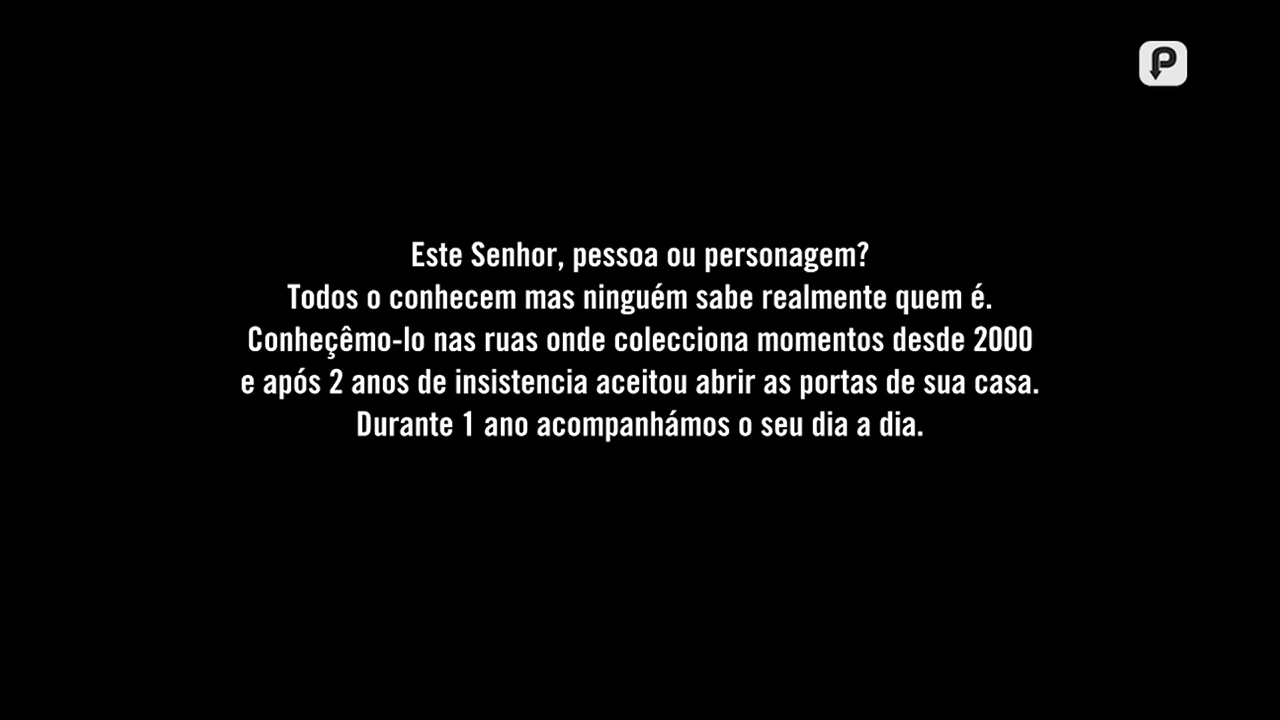 P
Este Senhor, pessoa ou personagem?
Todos o conhecem mas ninguém sabe realmente quem é.
Conheçêmo-lo nas ruas onde colecciona momentos desde 2000
e após 2 anos de insistencia aceitou abrir as portas de sua casa.
Durante 1 ano acompanhámos o seu dia a dia.